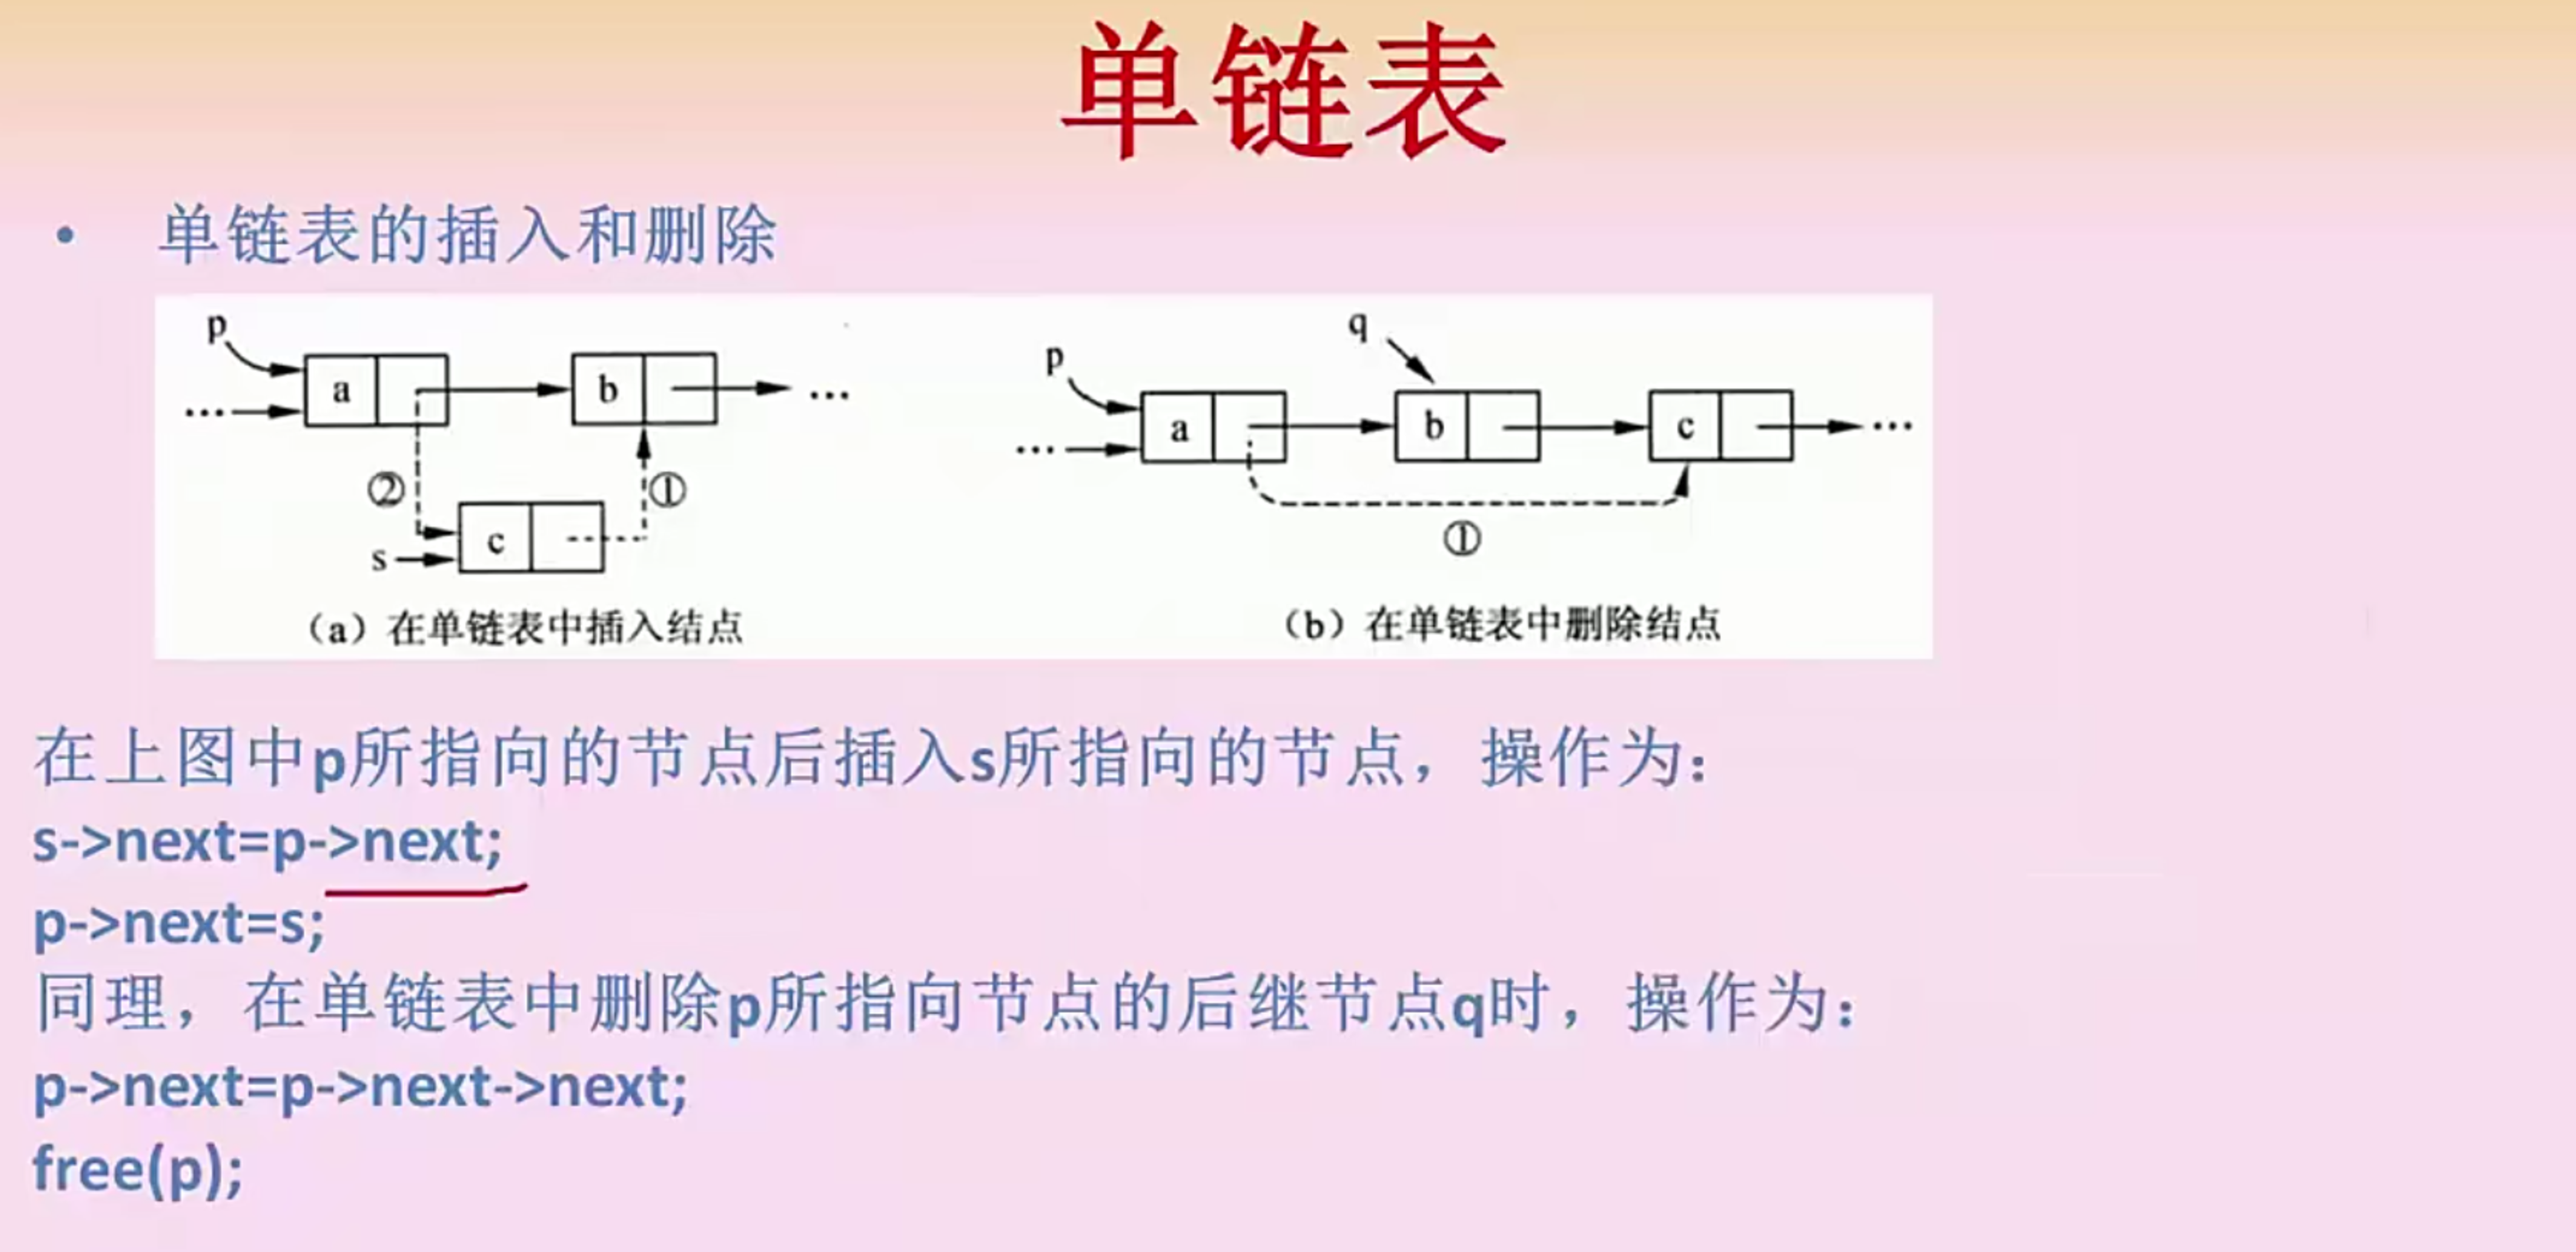 单链表
• 单链表的插入和删除
p
a
b
...
...
②
①
c
s
(a) 在单链表中插入结点
q
p
a
b
c
...
...
①
(b) 在单链表中删除结点
在上图中p所指向的节点后插入s所指向的节点，操作为：
s->next=p->next;
p->next=s;
同理，在单链表中删除p所指向节点的后继节点q时，操作为：
p->next=p->next->next;
free(p);